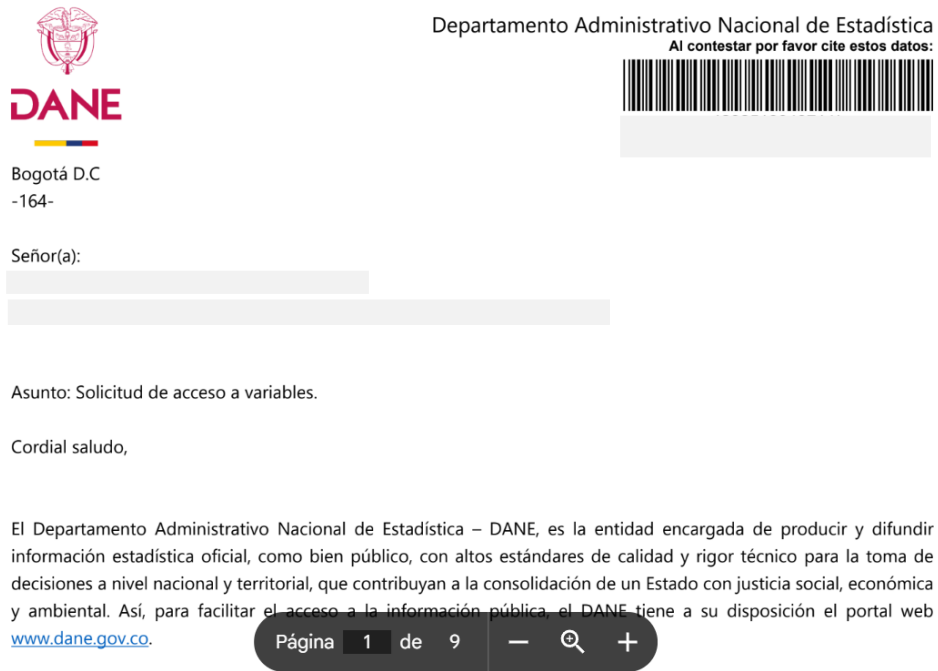 Departamento Administrativo Nacional de Estadística
Al contestar por favor cite estos datos:
DANE
Bogotá D.C
-164-
Señor(a):
Asunto: Solicitud de acceso a variables.
Cordial saludo,
El Departamento Administrativo Nacional de Estadística – DANE, es la entidad encargada de producir y difundir
información estadística oficial, como bien público, con altos estándares de calidad y rigor técnico para la toma de
decisiones a nivel nacional y territorial, que contribuyan a la consolidación de un Estado con justicia social, económica
y ambiental. Así, para facilitar el acceso a la información pública, el DANE tiene a su disposición el portal web
www.dane.gov.co.
Página 1 de 9